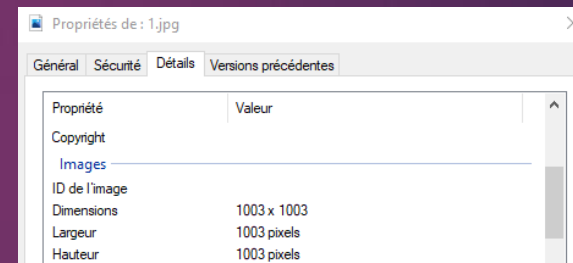 Propriétés de : 1.jpg
Général Sécurité Détails Versions précédentes
Propriété Valeur
Copyright
Images
ID de l'image
Dimensions 1003 x 1003
Largeur 1003 pixels
Hauteur 1003 pixels